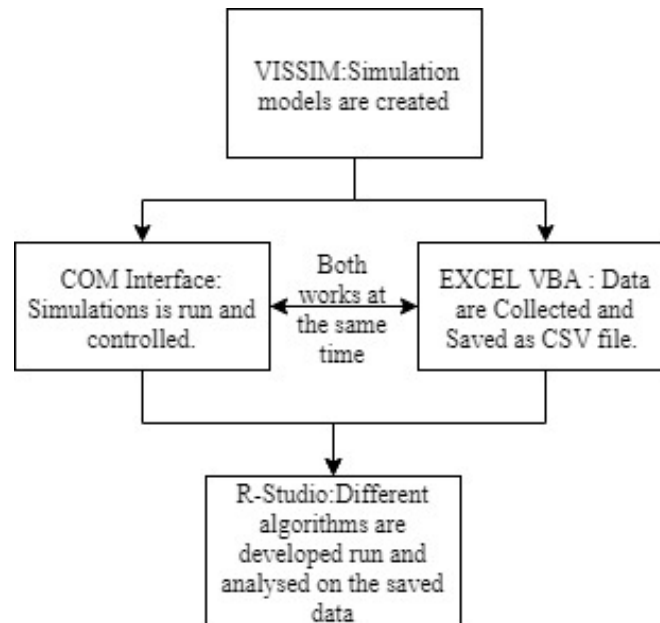 VISSIM:Simulation
models are created
COM Interface:
Simulations is run and
controlled.
Both
works at
the same
time
EXCEL VBA : Data
are Collected and
Saved as CSV file.
R-Studio:Different
algorithms are
developed run and
analysed on the saved
data